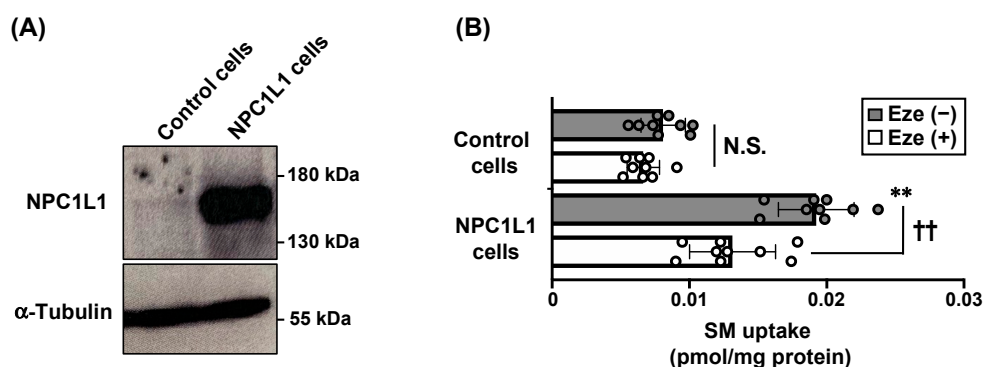 (A)
Control cells
NPC1L1 cells
NPC1L1
180 kDa
130 kDa
α-Tubulin
55 kDa
(B)
Eze (−)
Eze (+)
Control
cells
N.S.
NPC1L1
cells
**
††
0
0.01
0.02
0.03
SM uptake
(pmol/mg protein)